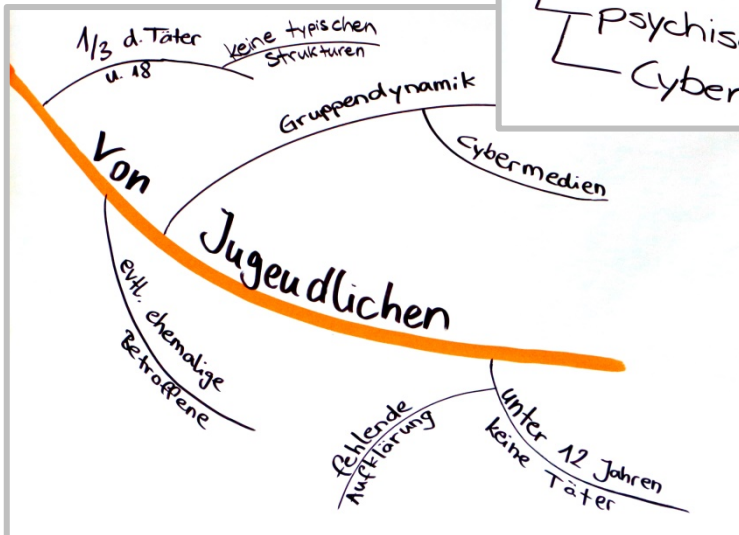 psychis
Cyber
1/3 d. Täter
u. 18
keine typischen
Strukturen
Gruppendynamik
Cybermedien
Von
Jugendlichen
evtl. ehemalige
Betroffene
fehlende
Aufklärung
unter 12 Jahren
keine Täter